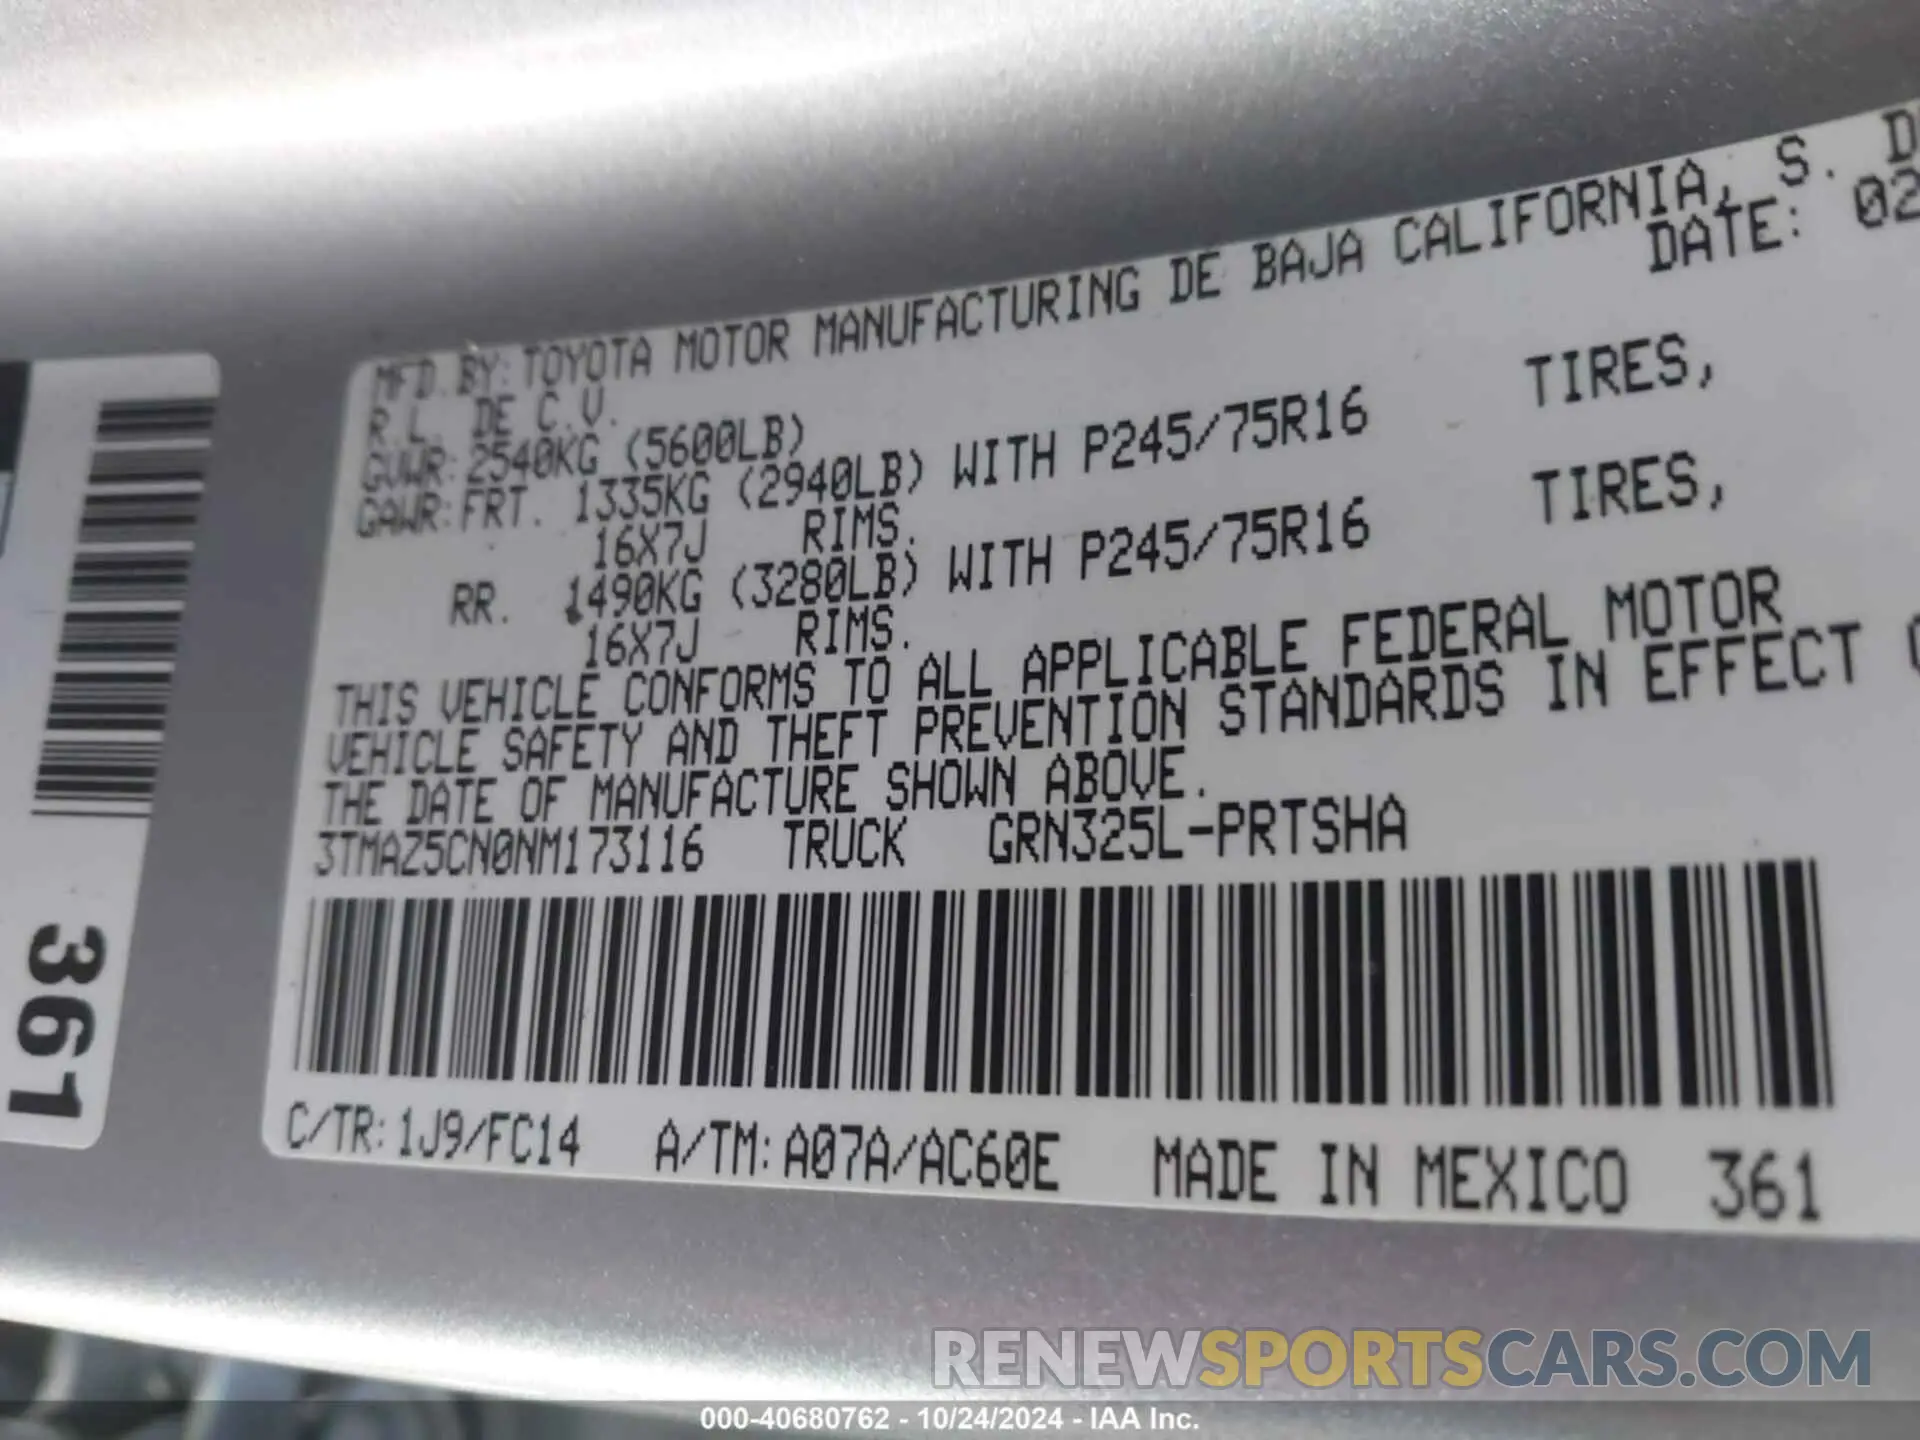 MFD.BY:TOYOTA MOTOR MANUFACTURING DE BAJA CALIFORNIA, S. D
R.L. DE C.V. DATE: 02
GVWR:2540KG (5600LB)
GAWR:FRT. 1335KG (2940LB) WITH P245/75R16 TIRES,
16X7J RIMS.
RR. 1490KG (3280LB) WITH P245/75R16 TIRES,
16X7J RIMS.
THIS VEHICLE CONFORMS TO ALL APPLICABLE FEDERAL MOTOR
VEHICLE SAFETY AND THEFT PREVENTION STANDARDS IN EFFECT
THE DATE OF MANUFACTURE SHOWN ABOVE.
3TMAZ5CN0NM173116 TRUCK GRN325L-PRTSHA
C/TR:1J9/FC14 A/TM:A07A/AC60E MADE IN MEXICO 361
361
RENEWSPORTSCARS.COM
000-40680762 - 10/24/2024 - IAA Inc.